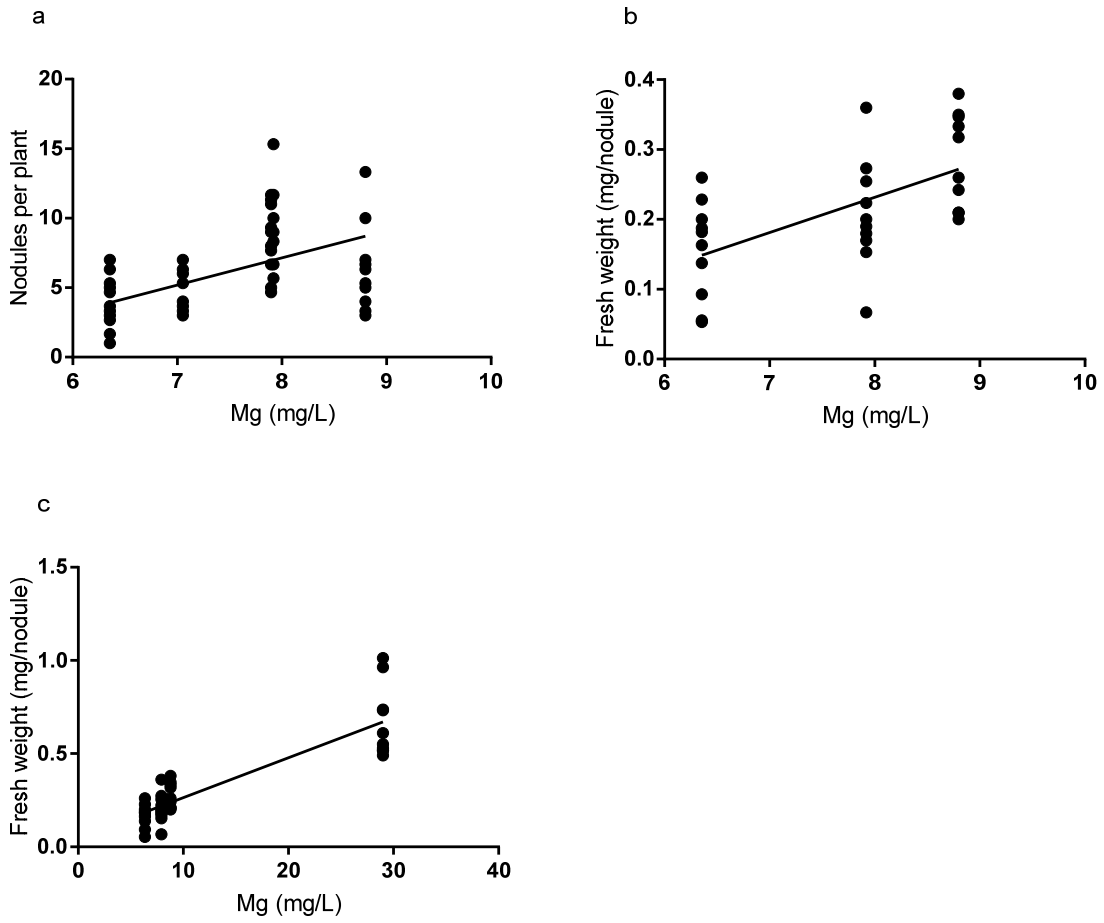 a
20
15
10
5
0
Nodules per plant
6 7 8 9 10
Mg (mg/L)
b
0.4
0.3
0.2
0.1
0.0
Fresh weight (mg/nodule)
6 7 8 9 10
Mg (mg/L)
c
1.5
1.0
0.5
0.0
Fresh weight (mg/nodule)
0 10 20 30 40
Mg (mg/L)